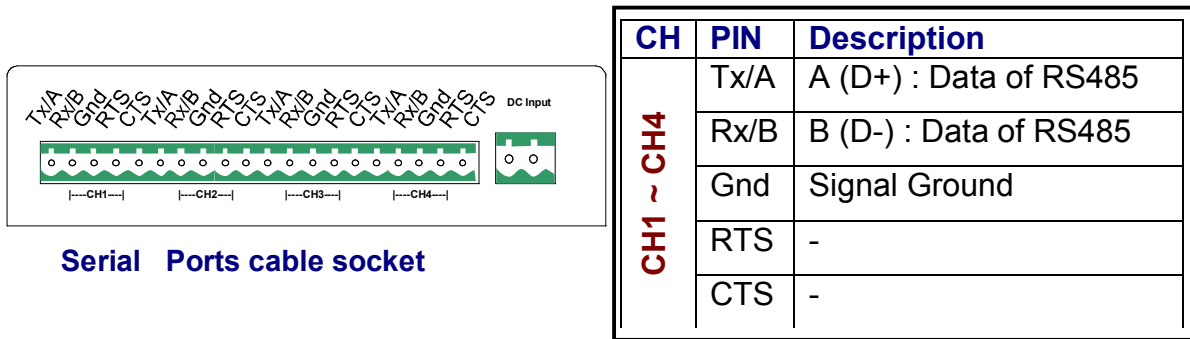 Tx/A Rx/B Gnd RTS CTS Tx/A Rx/B Gnd RTS CTS Tx/A Rx/B Gnd RTS CTS Tx/A Rx/B Gnd RTS CTS
DC Input
|----CH1----| |----CH2----| |----CH3----| |----CH4----|
Serial Ports cable socket
CH PIN Description
CH1 ~ CH4
Tx/A A (D+) : Data of RS485
Rx/B B (D-) : Data of RS485
Gnd Signal Ground
RTS -
CTS -